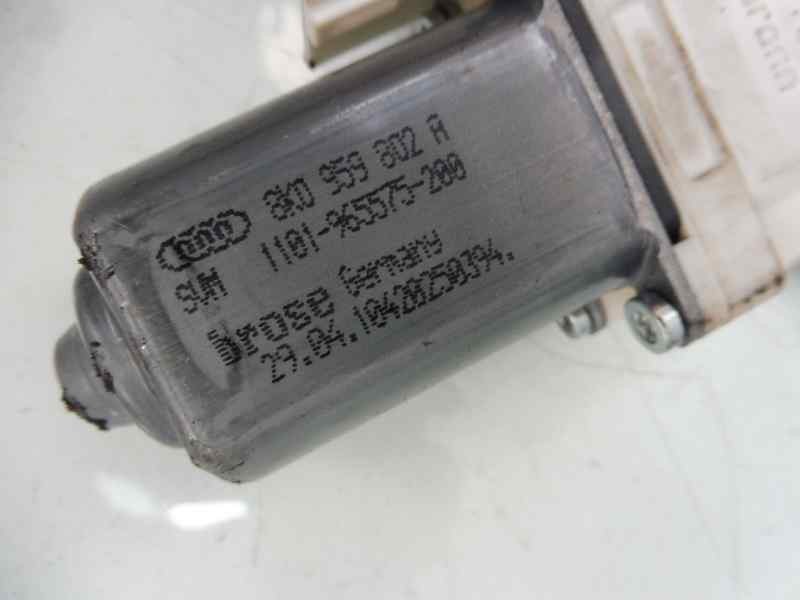 8K0 959 802 A
1101-965575-200
SWM
brose Germany
29.04.10428250394.